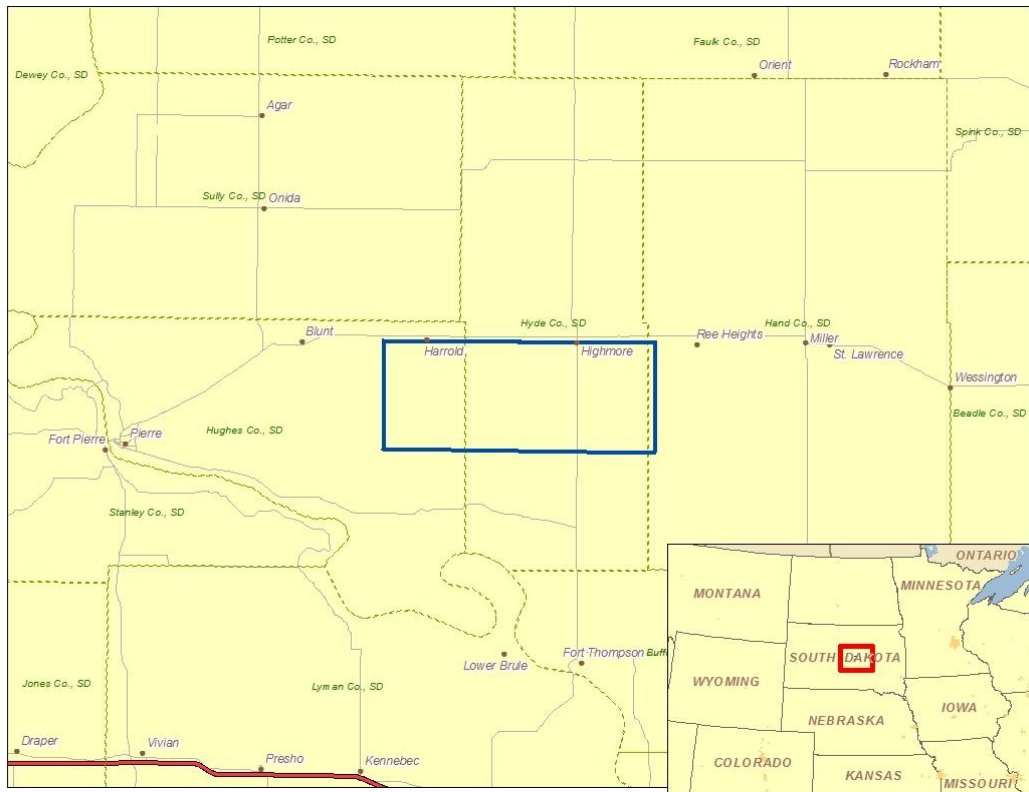 Potter Co., SD
Faulk Co., SD
Dewey Co., SD
Orient
Rockham
Agar
Spink Co., SD
Sully Co., SD
Onida
Blunt
Hyde Co., SD
Ree Heights
Hand Co., SD
Harrold
Highmore
Miller
St. Lawrence
Wessington
Beadle Co., SD
Hughes Co., SD
Pierre
Fort Pierre
Stanley Co., SD
Lower Brule
Fort Thompson
Buff
Jones Co., SD
Lyman Co., SD
Draper
Vivian
Presho
Kennebec
ONTARIO
MONTANA
MINNESOTA
SOUTH DAKOTA
WYOMING
IOWA
NEBRASKA
COLORADO
KANSAS
MISSOURI